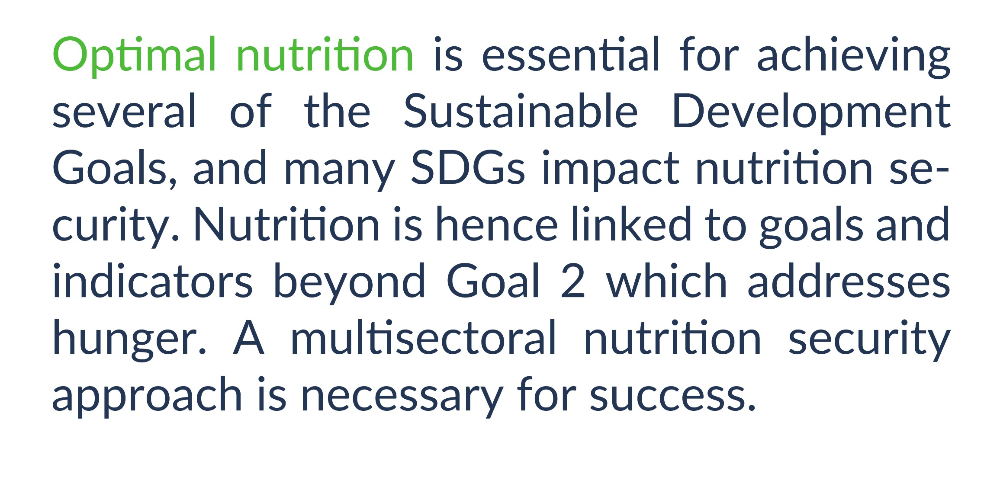 Optimal nutrition is essential for achieving
several of the Sustainable Development
Goals, and many SDGs impact nutrition se-
curity. Nutrition is hence linked to goals and
indicators beyond Goal 2 which addresses
hunger. A multisectoral nutrition security
approach is necessary for success.